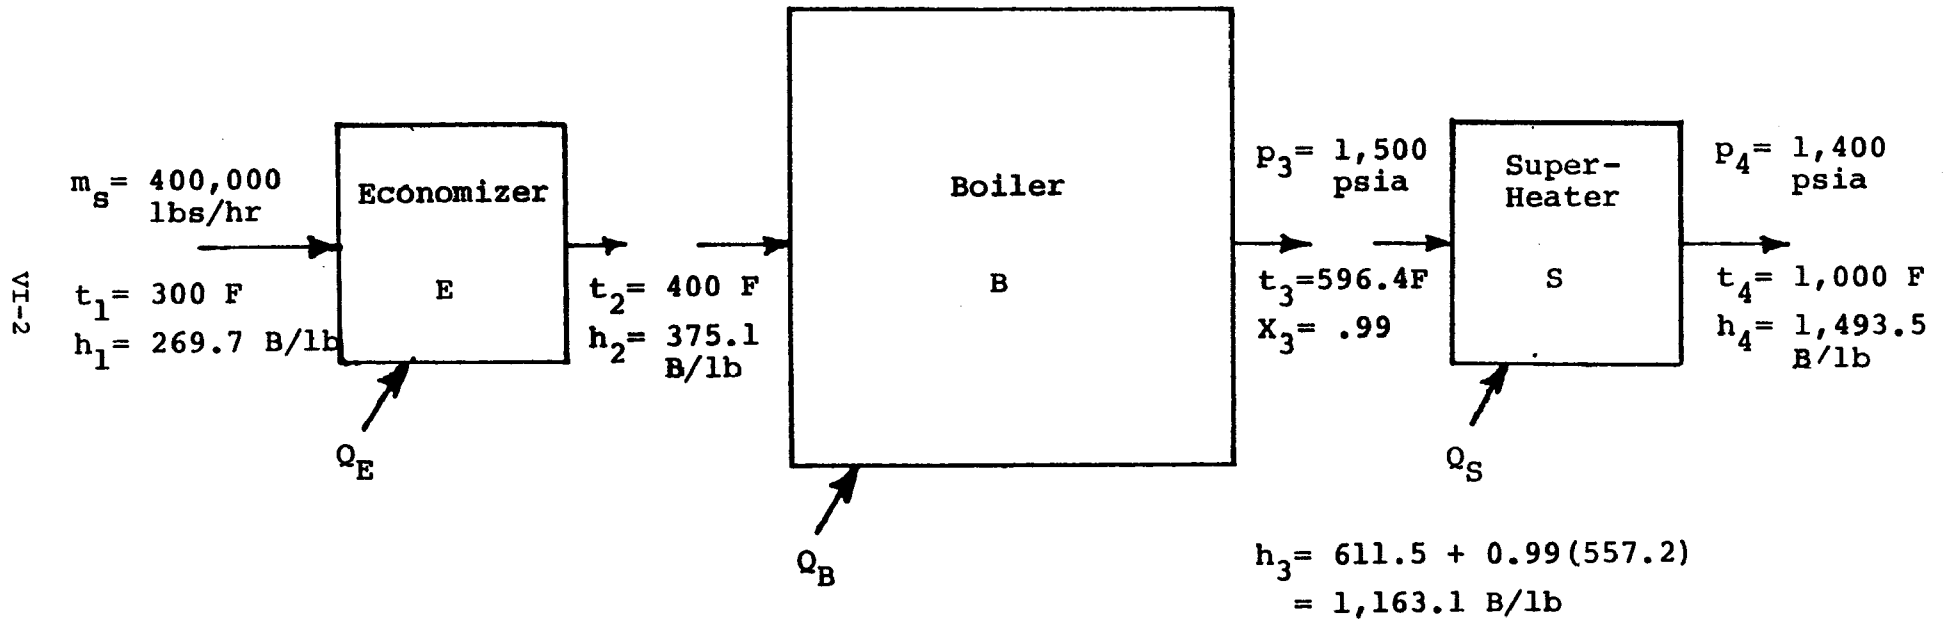 VI-2
m_s= 400,000
lbs/hr
t_1= 300 F
h_1= 269.7 B/lb
Economizer
E
Q_E
t_2= 400 F
h_2= 375.1
B/lb
Boiler
B
Q_B
p_3= 1,500
psia
t_3=596.4F
X_3= .99
Super-
Heater
S
Q_S
p_4= 1,400
psia
t_4= 1,000 F
h_4= 1,493.5
B/lb
h_3= 611.5 + 0.99(557.2)
= 1,163.1 B/lb